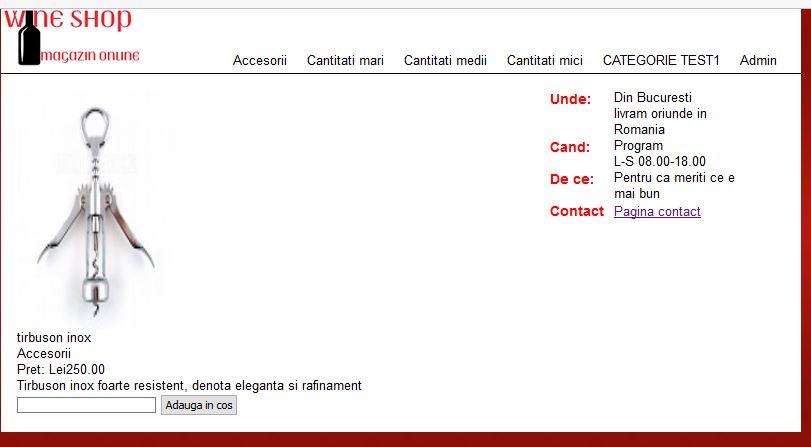 WINE SHOP
magazin online
Accesorii Cantitati mari Cantitati medii Cantitati mici CATEGORIE TEST1 Admin
Unde: Din Bucuresti
livram oriunde in
Romania
Cand: Program
L-S 08.00-18.00
De ce: Pentru ca meriti ce e
mai bun
Contact Pagina contact
tirbuson inox
Accesorii
Pret: Lei250.00
Tirbuson inox foarte resistent, denota eleganta si rafinament
Adauga in cos